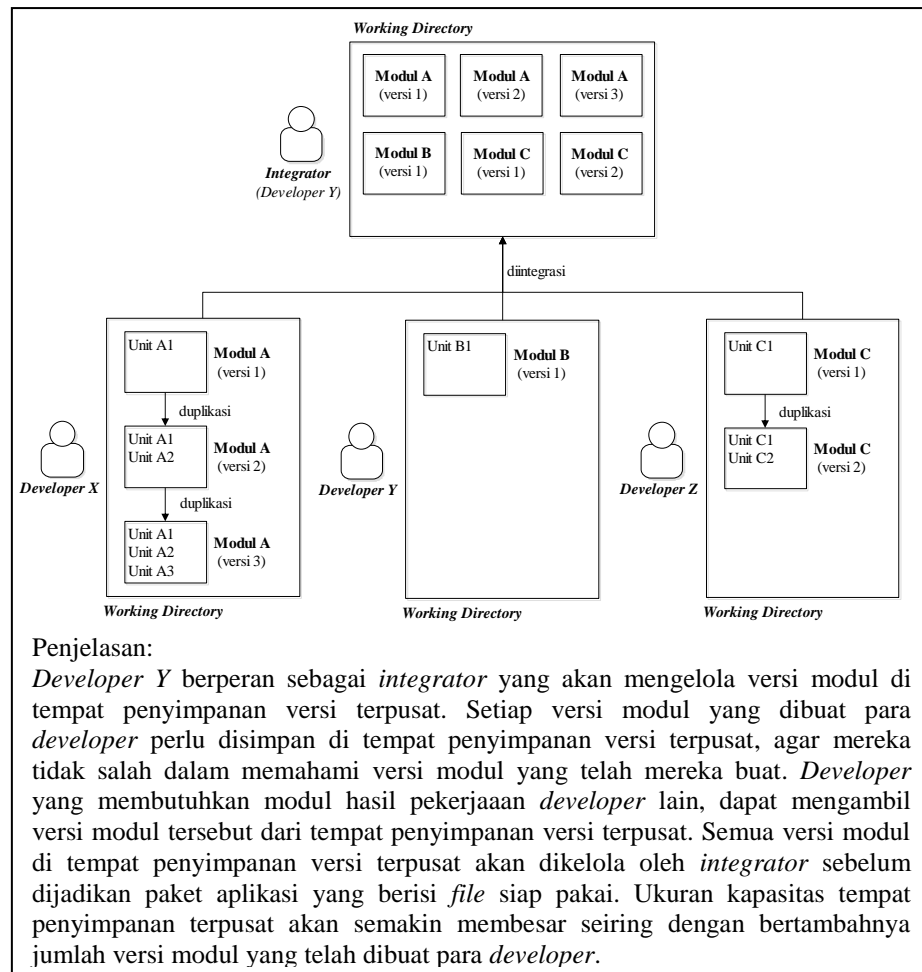 Working Directory
Modul A
(versi 1)
Modul A
(versi 2)
Modul A
(versi 3)
Modul B
(versi 1)
Modul C
(versi 1)
Modul C
(versi 2)
Integrator
(Developer Y)
diintegrasi
Unit A1
Modul A
(versi 1)
duplikasi
Unit A1
Unit A2
Modul A
(versi 2)
duplikasi
Unit A1
Unit A2
Unit A3
Modul A
(versi 3)
Developer X
Working Directory
Unit B1
Modul B
(versi 1)
Developer Y
Working Directory
Unit C1
Modul C
(versi 1)
duplikasi
Unit C1
Unit C2
Modul C
(versi 2)
Developer Z
Working Directory
Penjelasan:
Developer Y berperan sebagai integrator yang akan mengelola versi modul di
tempat penyimpanan versi terpusat. Setiap versi modul yang dibuat para
developer perlu disimpan di tempat penyimpanan versi terpusat, agar mereka
tidak salah dalam memahami versi modul yang telah mereka buat. Developer
yang membutuhkan modul hasil pekerjaaan developer lain, dapat mengambil
versi modul tersebut dari tempat penyimpanan versi terpusat. Semua versi modul
di tempat penyimpanan versi terpusat akan dikelola oleh integrator sebelum
dijadikan paket aplikasi yang berisi file siap pakai. Ukuran kapasitas tempat
penyimpanan terpusat akan semakin membesar seiring dengan bertambahnya
jumlah versi modul yang telah dibuat para developer.